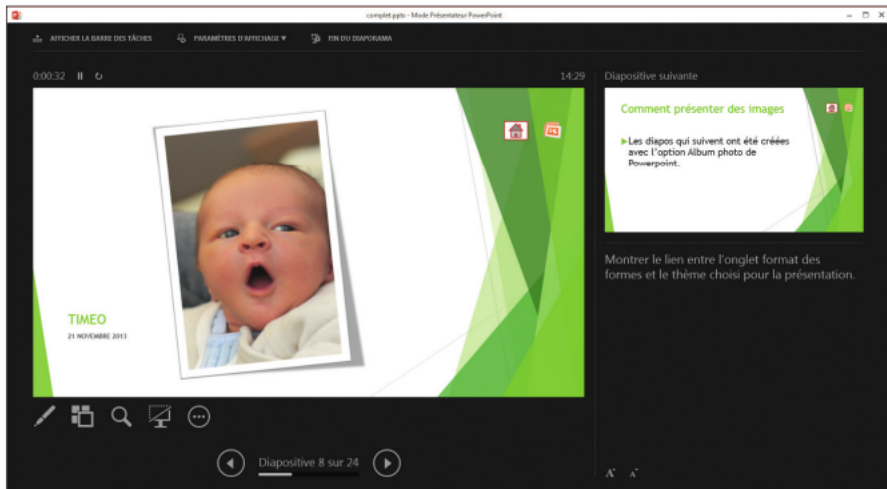 complet.pptx - Mode Présentateur PowerPoint
AFFICHER LA BARRE DES TÂCHES
PARAMÈTRES D'AFFICHAGE ▼
FIN DU DIAPORAMA
0:00:32
14:29
TIMEO
21 NOVEMBRE 2013
Diapositive 8 sur 24
Diapositive suivante
Comment présenter des images
▶Les diapos qui suivent ont été créées
avec l'option Album photo de
Powerpoint.
Montrer le lien entre l'onglet format des
formes et le thème choisi pour la présentation.
A A